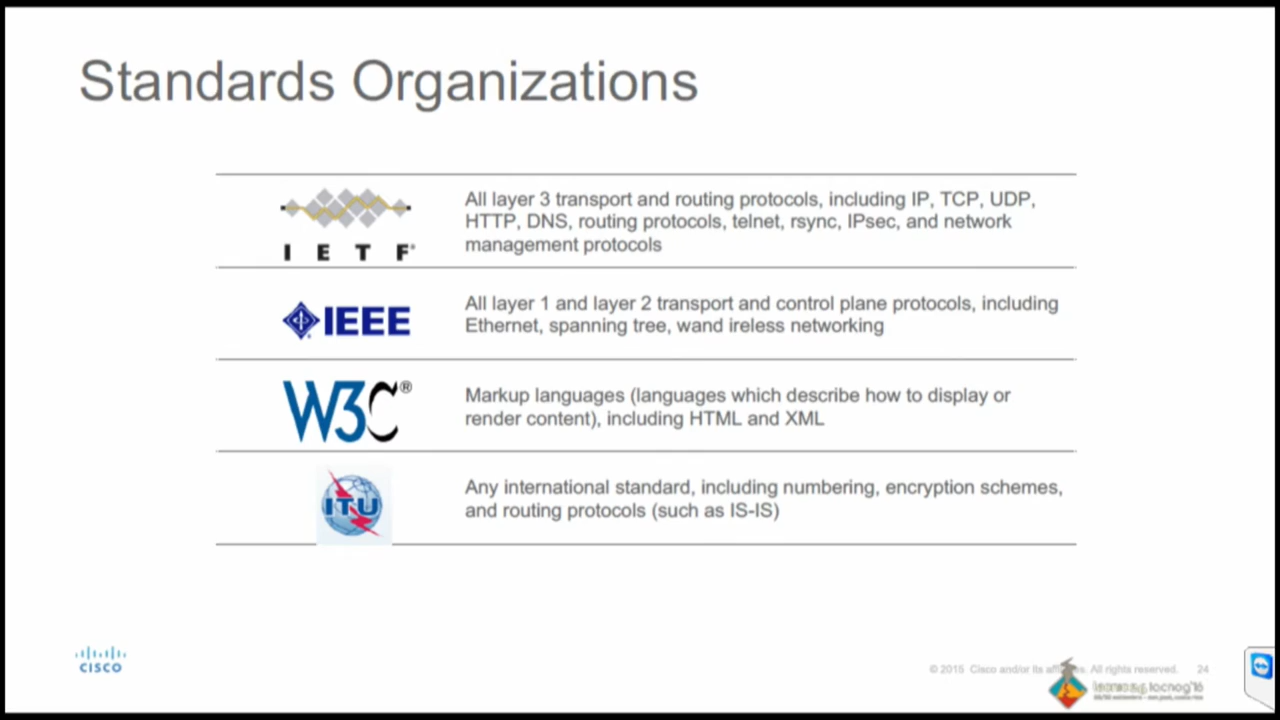 Standards Organizations
All layer 3 transport and routing protocols, including IP, TCP, UDP,
HTTP, DNS, routing protocols, telnet, rsync, IPsec, and network
management protocols
I E T F®
IEEE
All layer 1 and layer 2 transport and control plane protocols, including
Ethernet, spanning tree, wand ireless networking
W3C®
Markup languages (languages which describe how to display or
render content), including HTML and XML
ITU
Any international standard, including numbering, encryption schemes,
and routing protocols (such as IS-IS)
CISCO
© 2015 Cisco and/or its affiliates. All rights reserved. 24
lacnog'16